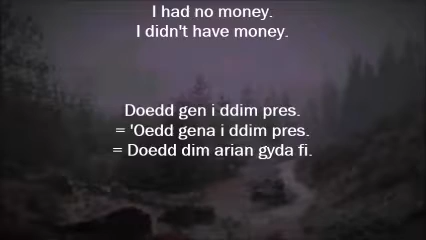 I had no money.
I didn't have money.
Doedd gen i ddim pres.
= 'Oedd gena i ddim pres.
= Doedd dim arian gyda fi.